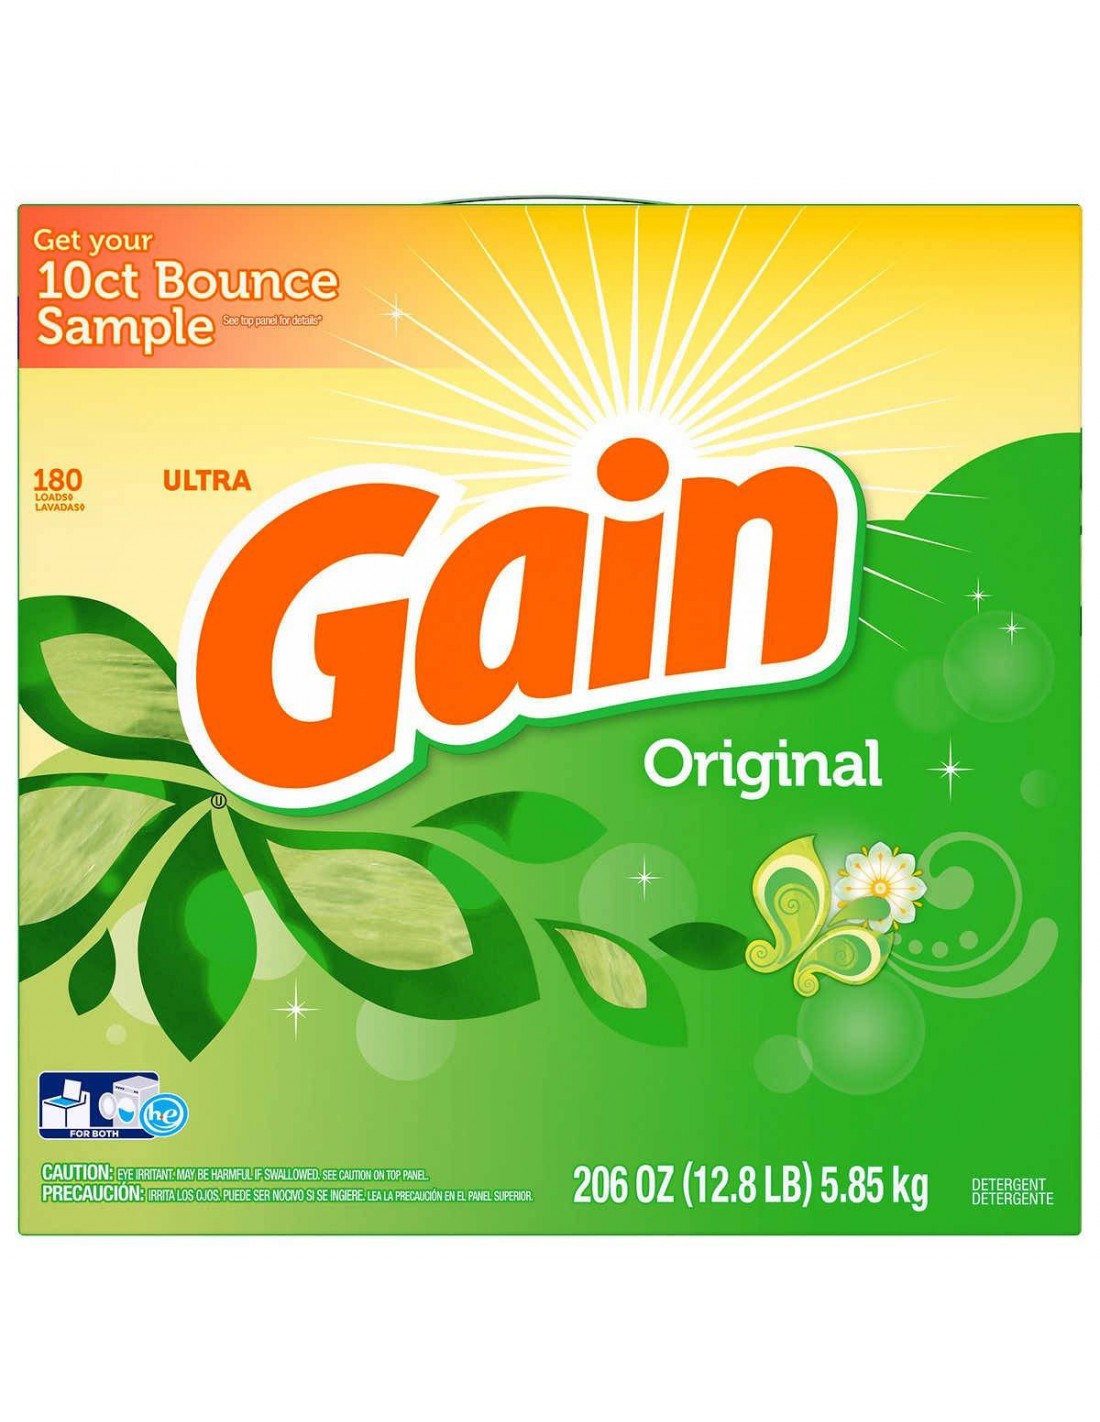 Get your
10ct Bounce
Sample See top panel for details*
180
LOADS◊
LAVADAS◊
ULTRA
Gain
Original
U
he
FOR BOTH
CAUTION: EYE IRRITANT. MAY BE HARMFUL IF SWALLOWED. SEE CAUTION ON TOP PANEL.
PRECAUCIÓN: IRRITA LOS OJOS. PUEDE SER NOCIVO SI SE INGIERE. LEA LA PRECAUCIÓN EN EL PANEL SUPERIOR.
206 OZ (12.8 LB) 5.85 kg
DETERGENT
DETERGENTE